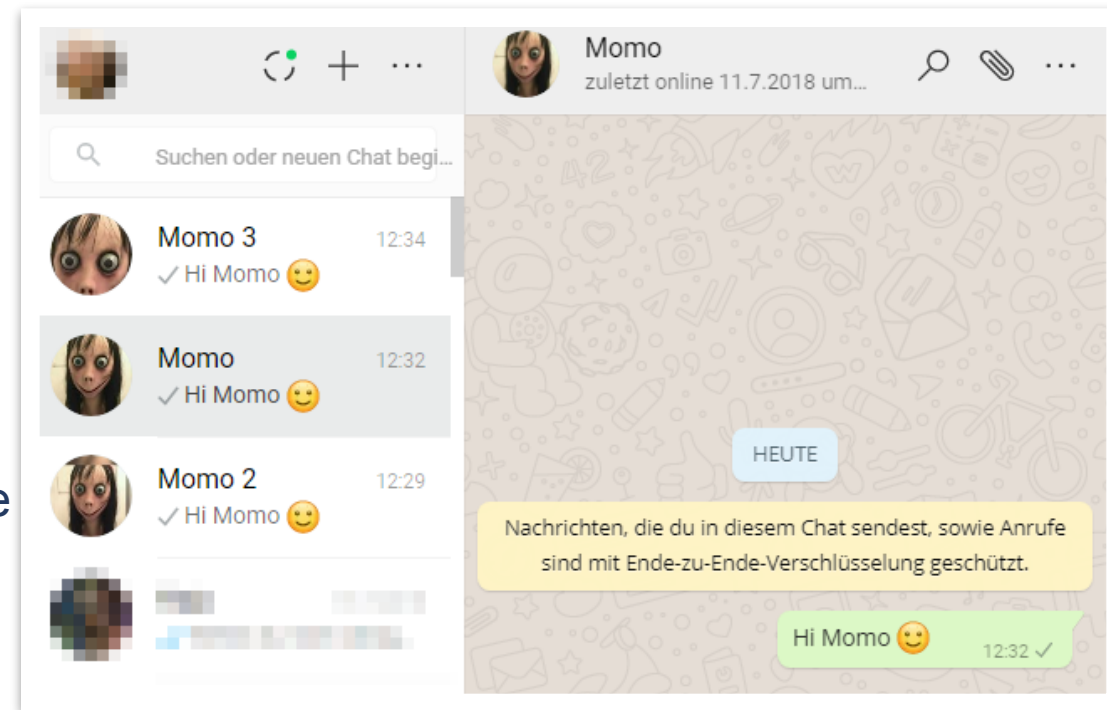 Momo
zuletzt online 11.7.2018 um...
Suchen oder neuen Chat begi...
Momo 3 12:34
Hi Momo 🙂
Momo 12:32
Hi Momo 🙂
Momo 2 12:29
Hi Momo 🙂
e
HEUTE
Nachrichten, die du in diesem Chat sendest, sowie Anrufe
sind mit Ende-zu-Ende-Verschlüsselung geschützt.
Hi Momo 🙂 12:32